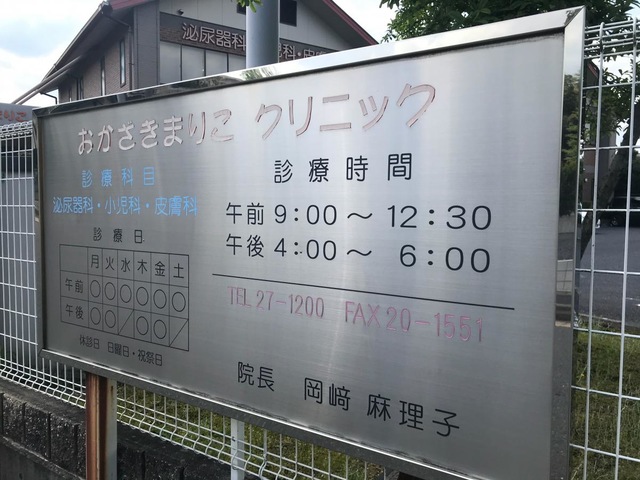 泌尿器科・
科・皮
おかざきまりこ クリニック
診療科目
泌尿器科・小児科・皮膚科
診療日
月 火 水 木 金 土
午前 ○ ○ ○ ○ ○ ○
午後 ○ ○ / ○ ○ /
休診日 日曜日・祝祭日
診療時間
午前 9:00 〜 12:30
午後 4:00 〜 6:00
TEL 27-1200 FAX 20-1551
院長 岡﨑 麻理子